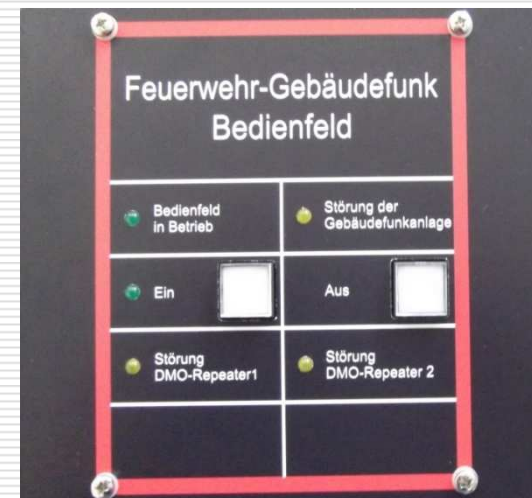 Feuerwehr-Gebäudefunk
Bedienfeld
Bedienfeld
in Betrieb
Störung der
Gebäudefunkanlage
Ein
Aus
Störung
DMO-Repeater1
Störung
DMO-Repeater 2